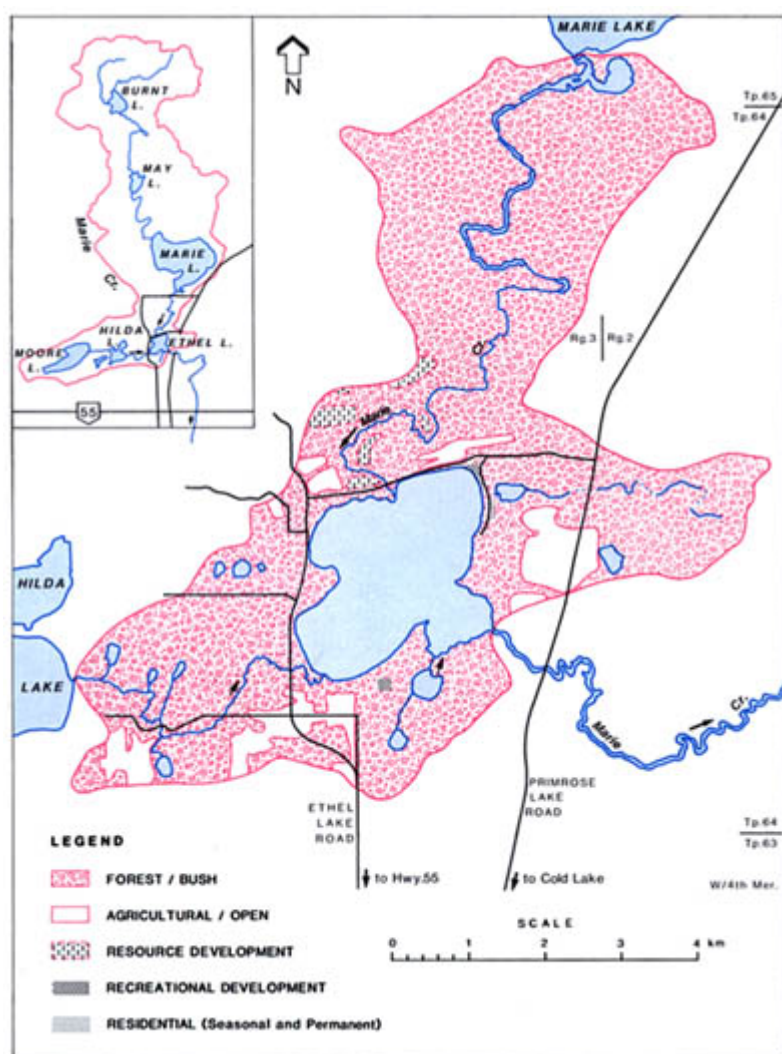 BURNT
L.
MAY
L.
Marie
Cr.
MARIE
L.
HILDA
L.
ETHEL L.
MOORE
L.
55
N
MARIE LAKE
Tp.65
Tp.64
Rg.3
Rg.2
Cr.
Marie
HILDA
LAKE
Marie
Cr.
ETHEL
LAKE
ROAD
PRIMROSE
LAKE
ROAD
Tp.64
Tp.63
to Hwy.55
to Cold Lake
W/4th Mer.
LEGEND
FOREST / BUSH
AGRICULTURAL / OPEN
RESOURCE DEVELOPMENT
RECREATIONAL DEVELOPMENT
RESIDENTIAL (Seasonal and Permanent)
SCALE
0 1 2 3 4 km